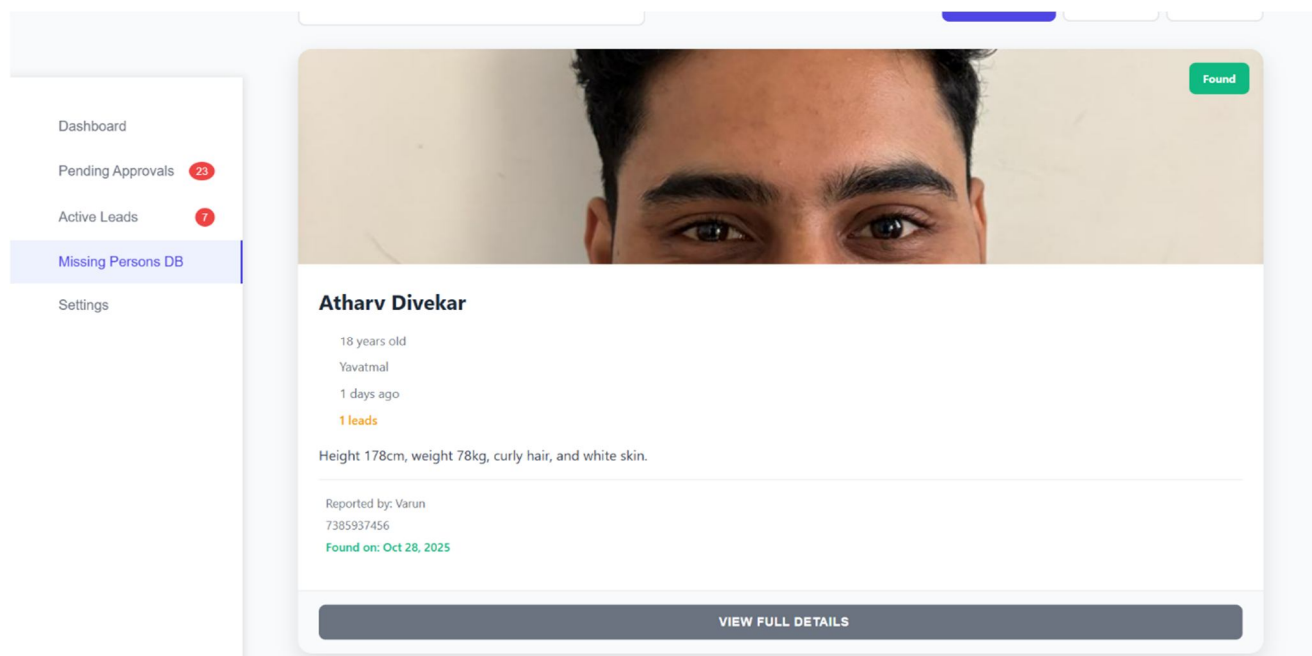 Dashboard
Pending Approvals 23
Active Leads 7
Missing Persons DB
Settings
Found
Atharv Divekar
18 years old
Yavatmal
1 days ago
1 leads
Height 178cm, weight 78kg, curly hair, and white skin.
Reported by: Varun
7385937456
Found on: Oct 28, 2025
VIEW FULL DETAILS